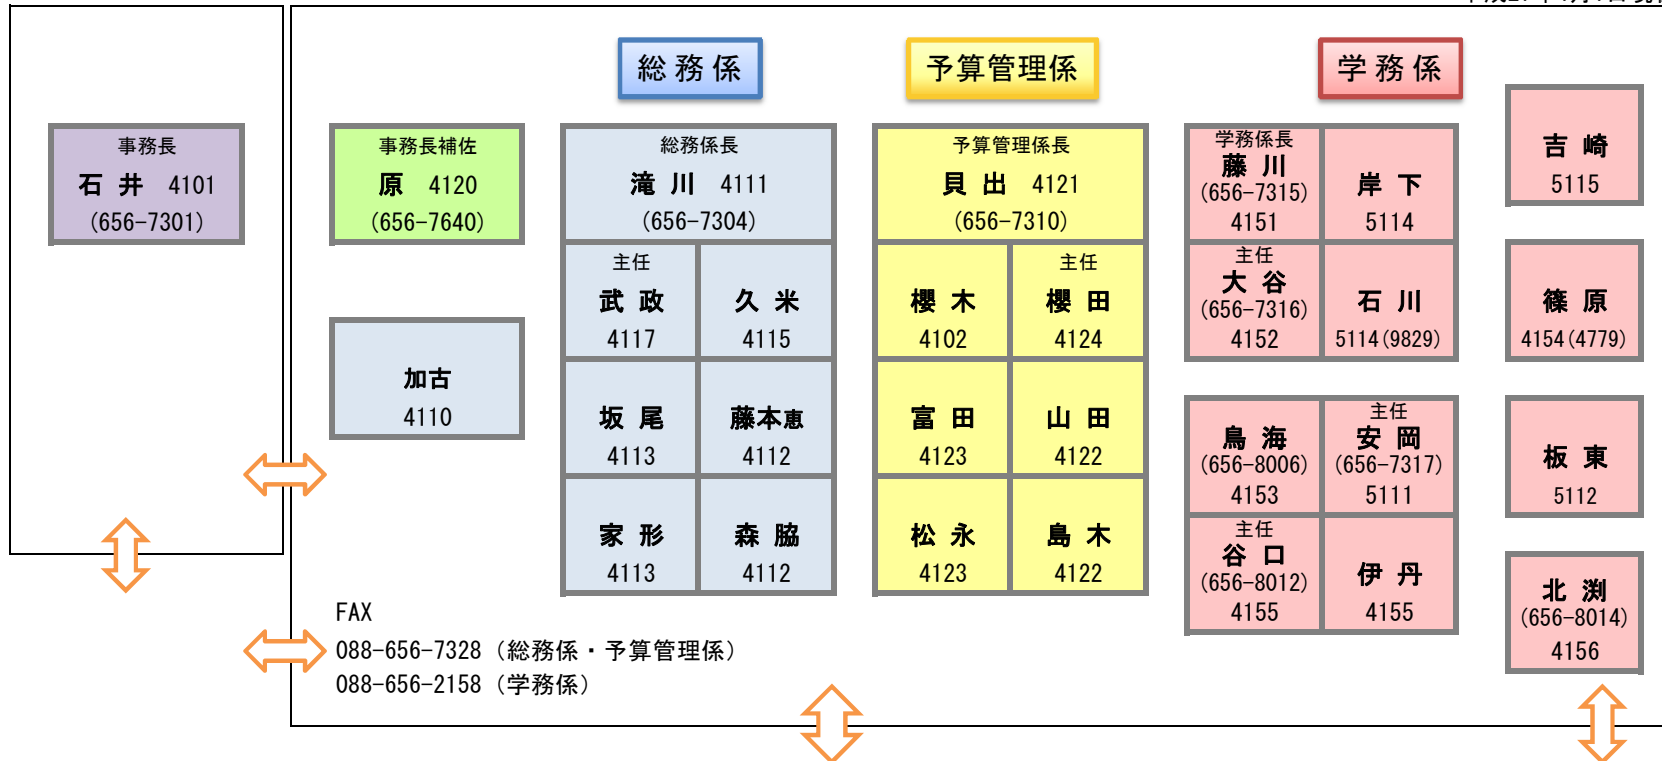 総務係
予算管理係
学務係
事務長
石井 4101
(656-7301)
事務長補佐
原 4120
(656-7640)
加古
4110
総務係長
滝川 4111
(656-7304)
主任
武政
4117
久米
4115
坂尾
4113
藤本恵
4112
家形
4113
森脇
4112
予算管理係長
貝出 4121
(656-7310)
櫻木
4102
主任
櫻田
4124
富田
4123
山田
4122
松永
4123
島木
4122
学務係長
藤川
(656-7315)
4151
岸下
5114
主任
大谷
(656-7316)
4152
石川
5114(9829)
鳥海
(656-8006)
4153
主任
安岡
(656-7317)
5111
主任
谷口
(656-8012)
4155
伊丹
4155
吉崎
5115
篠原
4154(4779)
板東
5112
北渕
(656-8014)
4156
FAX
088-656-7328 (総務係・予算管理係)
088-656-2158 (学務係)